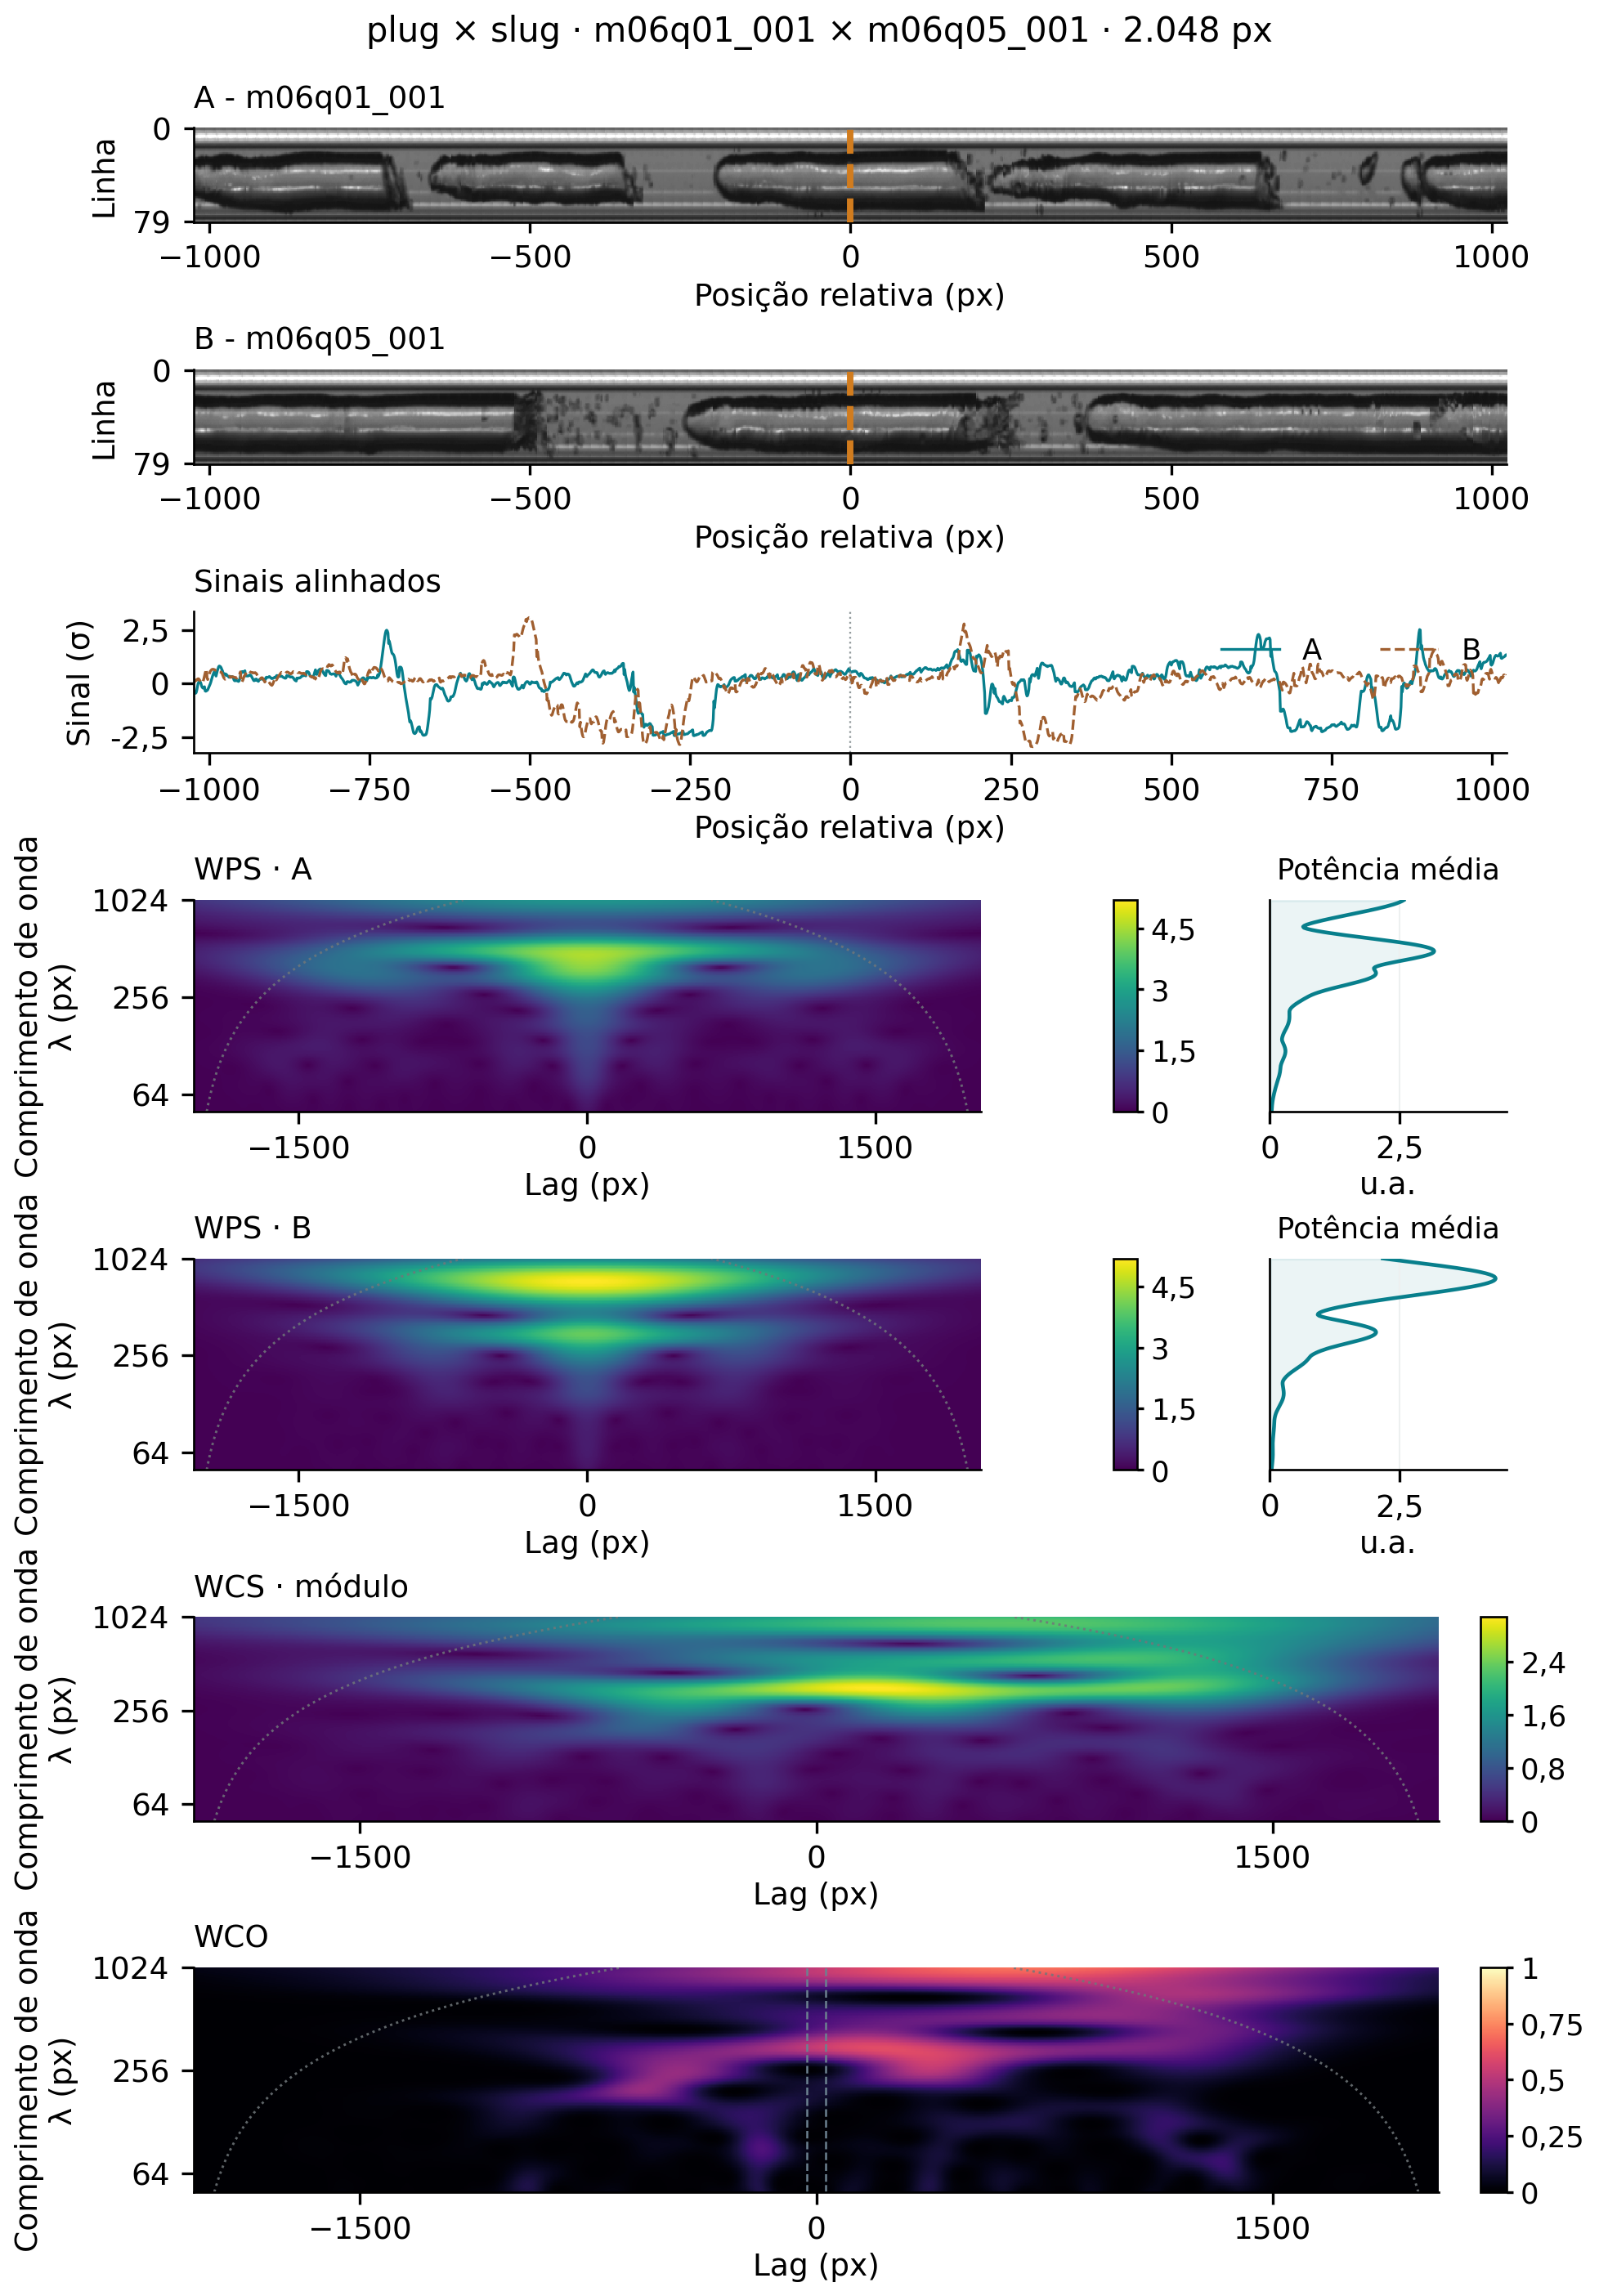 plug × slug · m06q01_001 × m06q05_001 · 2.048 px
A - m06q01_001
Linha
0
79
−1000 −500 0 500 1000
Posição relativa (px)
B - m06q05_001
Linha
0
79
−1000 −500 0 500 1000
Posição relativa (px)
Sinais alinhados
Sinal (σ)
2,5
0
-2,5
A B
−1000 −750 −500 −250 0 250 500 750 1000
Posição relativa (px)
WPS · A
Comprimento de onda
λ (px)
1024
256
64
−1500 0 1500
Lag (px)
4,5
3
1,5
0
Potência média
0 2,5
u.a.
WPS · B
Comprimento de onda
λ (px)
1024
256
64
−1500 0 1500
Lag (px)
4,5
3
1,5
0
Potência média
0 2,5
u.a.
WCS · módulo
Comprimento de onda
λ (px)
1024
256
64
−1500 0 1500
Lag (px)
2,4
1,6
0,8
0
WCO
Comprimento de onda
λ (px)
1024
256
64
−1500 0 1500
Lag (px)
1
0,75
0,5
0,25
0